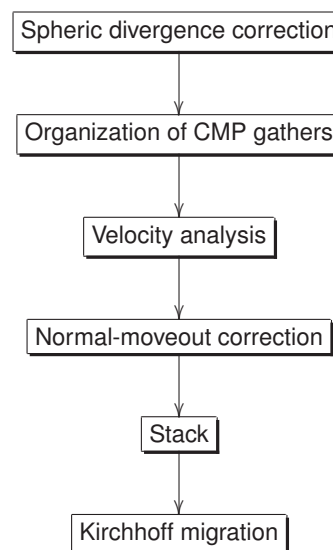 Spheric divergence correction
Organization of CMP gathers
Velocity analysis
Normal-moveout correction
Stack
Kirchhoff migration